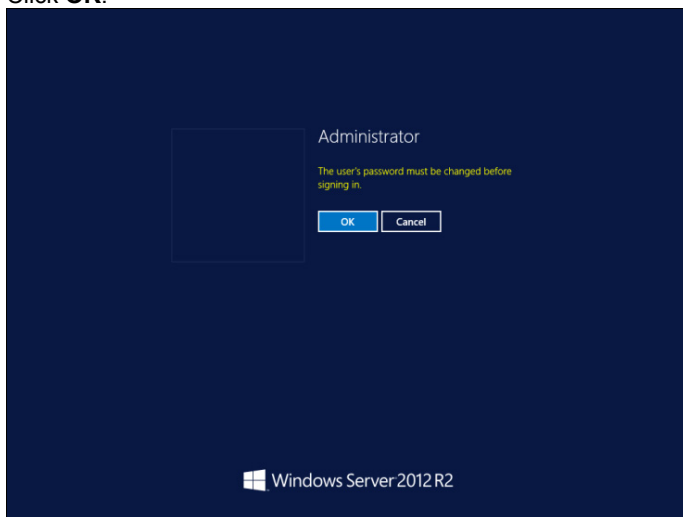 Click OK.
Administrator
The user's password must be changed before
signing in.
OK Cancel
Windows Server 2012 R2